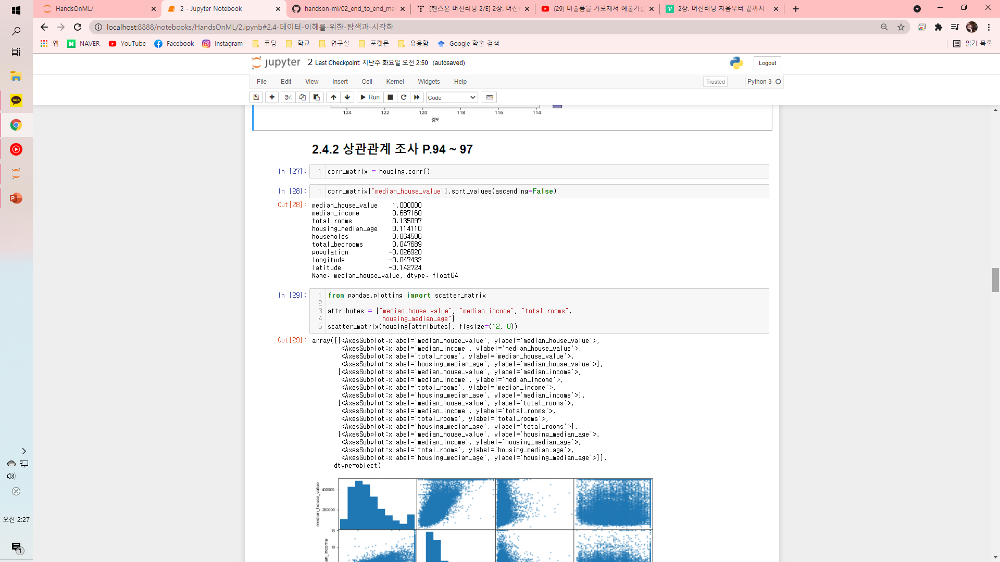 HandsOnML/
2 - Jupyter Notebook
handson-ml/02_end_to_end_ma
[핸즈온 머신러닝 2/E] 2장. 머신러
(29) 미술품을 가로채서 예술가를
2장. 머신러닝 처음부터 끝까지 -
localhost:8888/notebooks/HandsOnML/2.ipynb#2.4-데이터-이해를-위한-탐색과-시각화
앱 NAVER YouTube Facebook Instagram 코딩 학교 연구실 포켓몬 유용함 Google 학술 검색 읽기 목록
jupyter 2 Last Checkpoint: 지난주 화요일 오전 2:50 (autosaved) Logout
File Edit View Insert Cell Kernel Widgets Help Trusted Python 3
Run Code
124 122 120 118 116 114
경도
2.4.2 상관관계 조사 P.94 ~ 97
In [27]: 1 corr_matrix = housing.corr()
In [28]: 1 corr_matrix["median_house_value"].sort_values(ascending=False)
Out[28]: median_house_value 1.000000
median_income 0.687160
total_rooms 0.135097
housing_median_age 0.114110
households 0.064506
total_bedrooms 0.047689
population -0.026920
longitude -0.047432
latitude -0.142724
Name: median_house_value, dtype: float64
In [29]: 1 from pandas.plotting import scatter_matrix
2
3 attributes = ["median_house_value", "median_income", "total_rooms",
4 "housing_median_age"]
5 scatter_matrix(housing[attributes], figsize=(12, 8))
Out[29]: array([[<AxesSubplot:xlabel='median_house_value', ylabel='median_house_value'>,
<AxesSubplot:xlabel='median_income', ylabel='median_house_value'>,
<AxesSubplot:xlabel='total_rooms', ylabel='median_house_value'>,
<AxesSubplot:xlabel='housing_median_age', ylabel='median_house_value'>],
[<AxesSubplot:xlabel='median_house_value', ylabel='median_income'>,
<AxesSubplot:xlabel='median_income', ylabel='median_income'>,
<AxesSubplot:xlabel='total_rooms', ylabel='median_income'>,
<AxesSubplot:xlabel='housing_median_age', ylabel='median_income'>],
[<AxesSubplot:xlabel='median_house_value', ylabel='total_rooms'>,
<AxesSubplot:xlabel='median_income', ylabel='total_rooms'>,
<AxesSubplot:xlabel='total_rooms', ylabel='total_rooms'>,
<AxesSubplot:xlabel='housing_median_age', ylabel='total_rooms'>],
[<AxesSubplot:xlabel='median_house_value', ylabel='housing_median_age'>,
<AxesSubplot:xlabel='median_income', ylabel='housing_median_age'>,
<AxesSubplot:xlabel='total_rooms', ylabel='housing_median_age'>,
<AxesSubplot:xlabel='housing_median_age', ylabel='housing_median_age'>]],
dtype=object)
median_house_value
400000
200000
15
10
an_income
TALK
오전 2:27
1